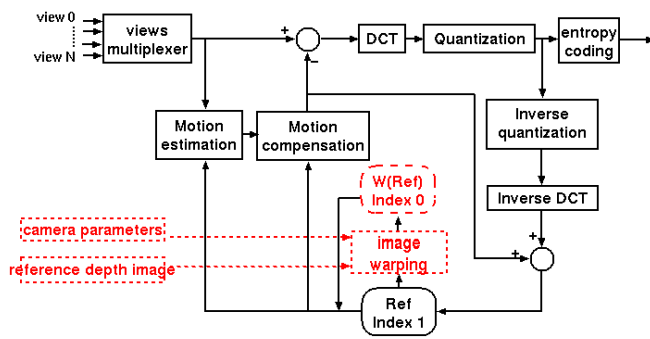 view 0
view N
views
multiplexer
+
−
DCT
Quantization
entropy
coding
Motion
estimation
Motion
compensation
Inverse
quantization
W(Ref)
Index 0
Inverse DCT
camera parameters
reference depth image
image
warping
+
+
Ref
Index 1